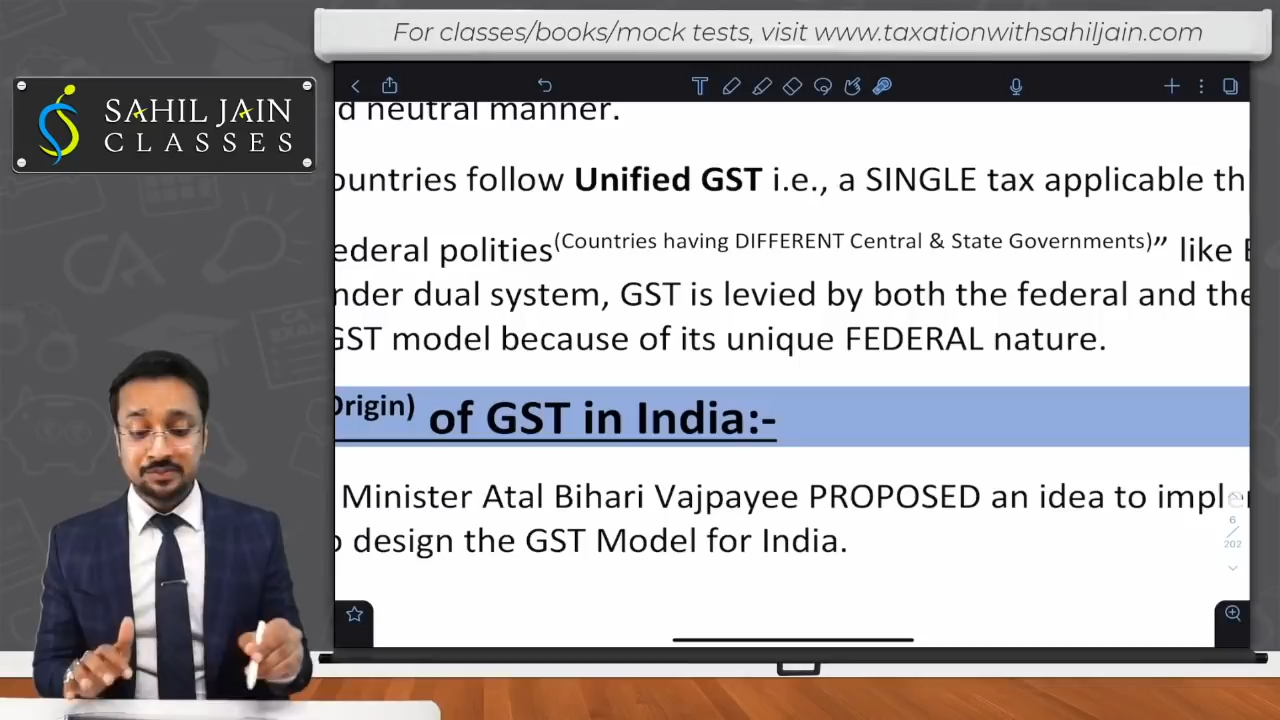 For classes/books/mock tests, visit www.taxationwithsahiljain.com
SAHIL JAIN
CLASSES
d neutral manner.
ountries follow Unified GST i.e., a SINGLE tax applicable th
ederal polities(Countries having DIFFERENT Central & State Governments)” like
nder dual system, GST is levied by both the federal and the
GST model because of its unique FEDERAL nature.
Origin) of GST in India:-
Minister Atal Bihari Vajpayee PROPOSED an idea to imple
design the GST Model for India.
6
202